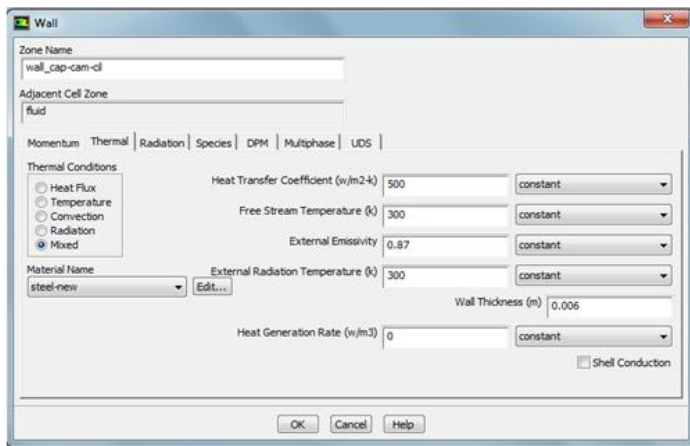 Wall
Zone Name
wall_cap-cam-cil
Adjacent Cell Zone
fluid
Momentum Thermal Radiation Species DPM Multiphase UDS
Thermal Conditions
Heat Flux
Temperature
Convection
Radiation
Mixed
Material Name
steel-new Edit...
Heat Transfer Coefficient (w/m2-k) 500 constant
Free Stream Temperature (k) 300 constant
External Emissivity 0.87 constant
External Radiation Temperature (k) 300 constant
Wall Thickness (m) 0.006
Heat Generation Rate (w/m3) 0 constant
Shell Conduction
OK Cancel Help